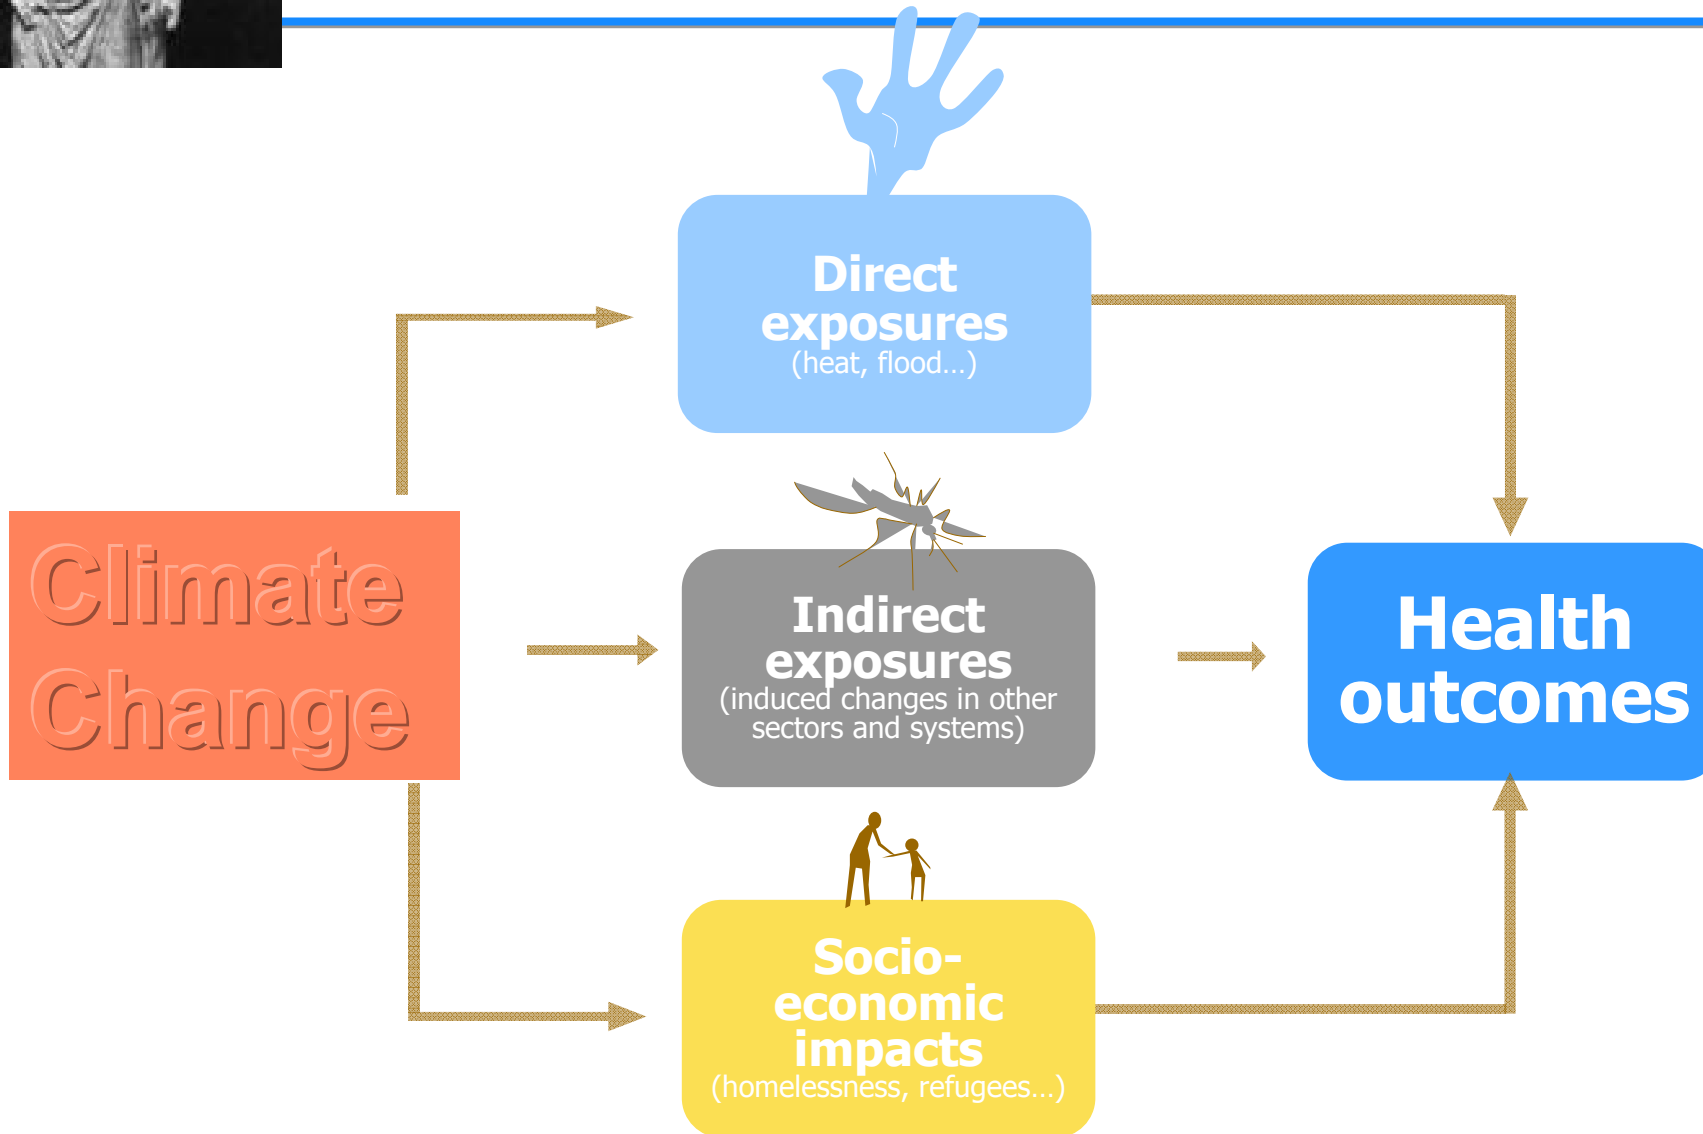 Direct
exposures
(heat, flood...)
Climate
Change
Indirect
exposures
(induced changes in other
sectors and systems)
Health
outcomes
Socio-
economic
impacts
(homelessness, refugees...)